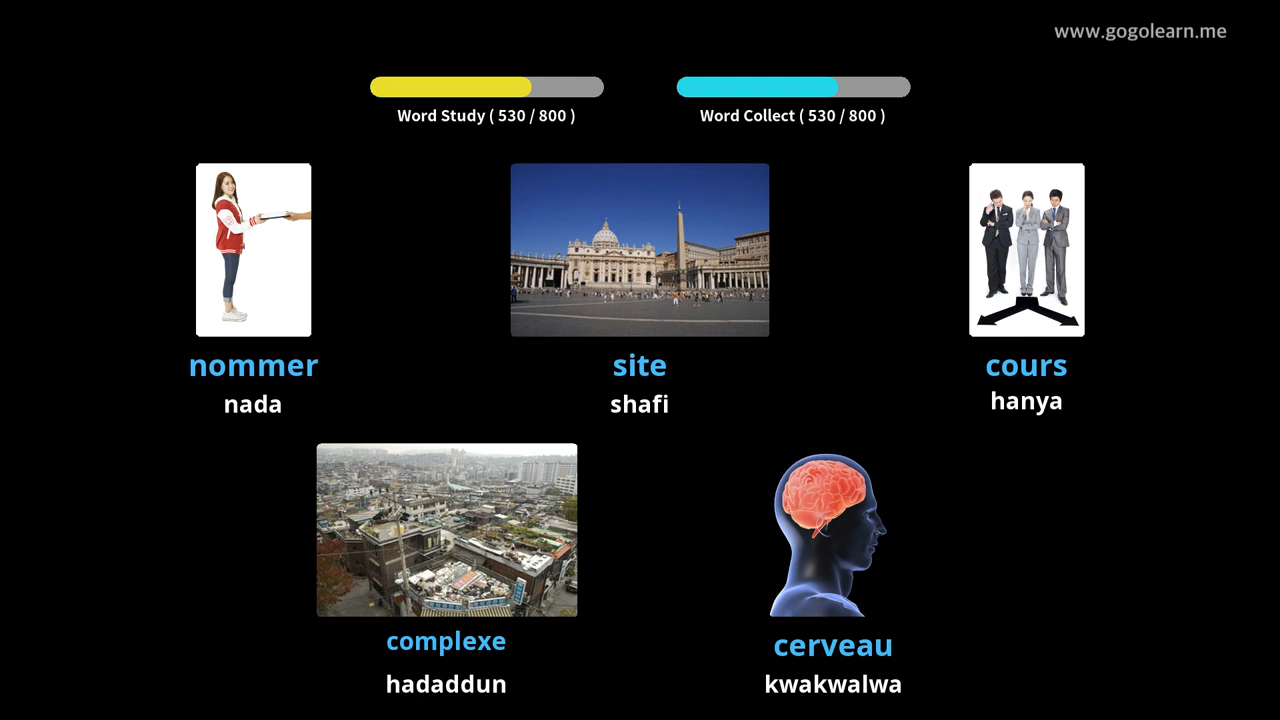 www.gogolearn.me
Word Study ( 530 / 800 )
Word Collect ( 530 / 800 )
nommer
nada
site
shafi
cours
hanya
complexe
hadaddun
cerveau
kwakwalwa